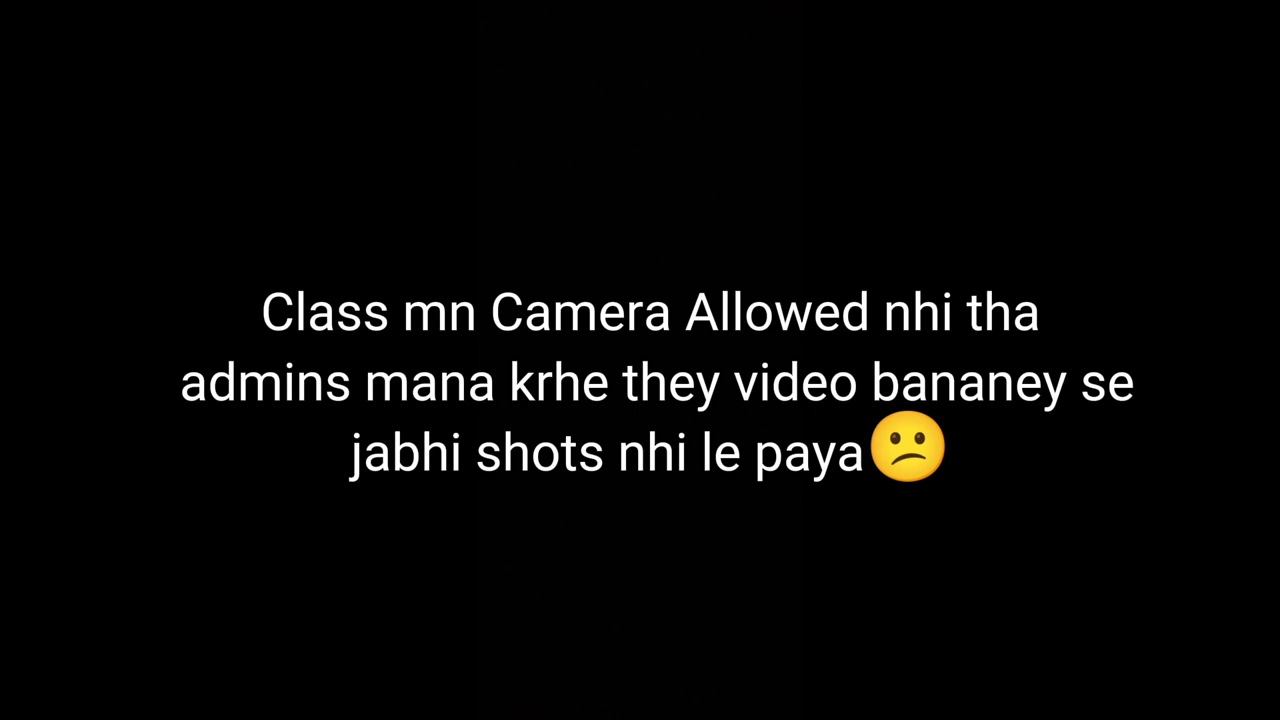 Class mn Camera Allowed nhi tha
admins mana krhe they video bananey se
jabhi shots nhi le paya😕